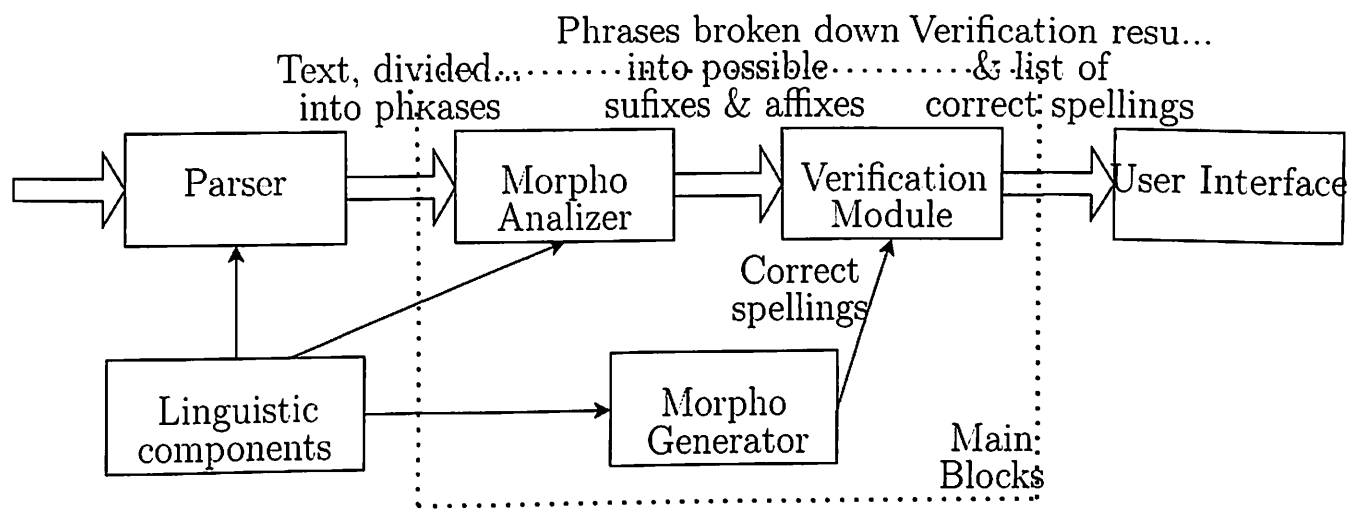 Phrases broken down
into possible
sufixes & affixes
Verification resu...
& list of
correct spellings
Text, divided...
into phrases
Parser
Morpho
Analizer
Verification
Module
User Interface
Correct
spellings
Linguistic
components
Morpho
Generator
Main
Blocks